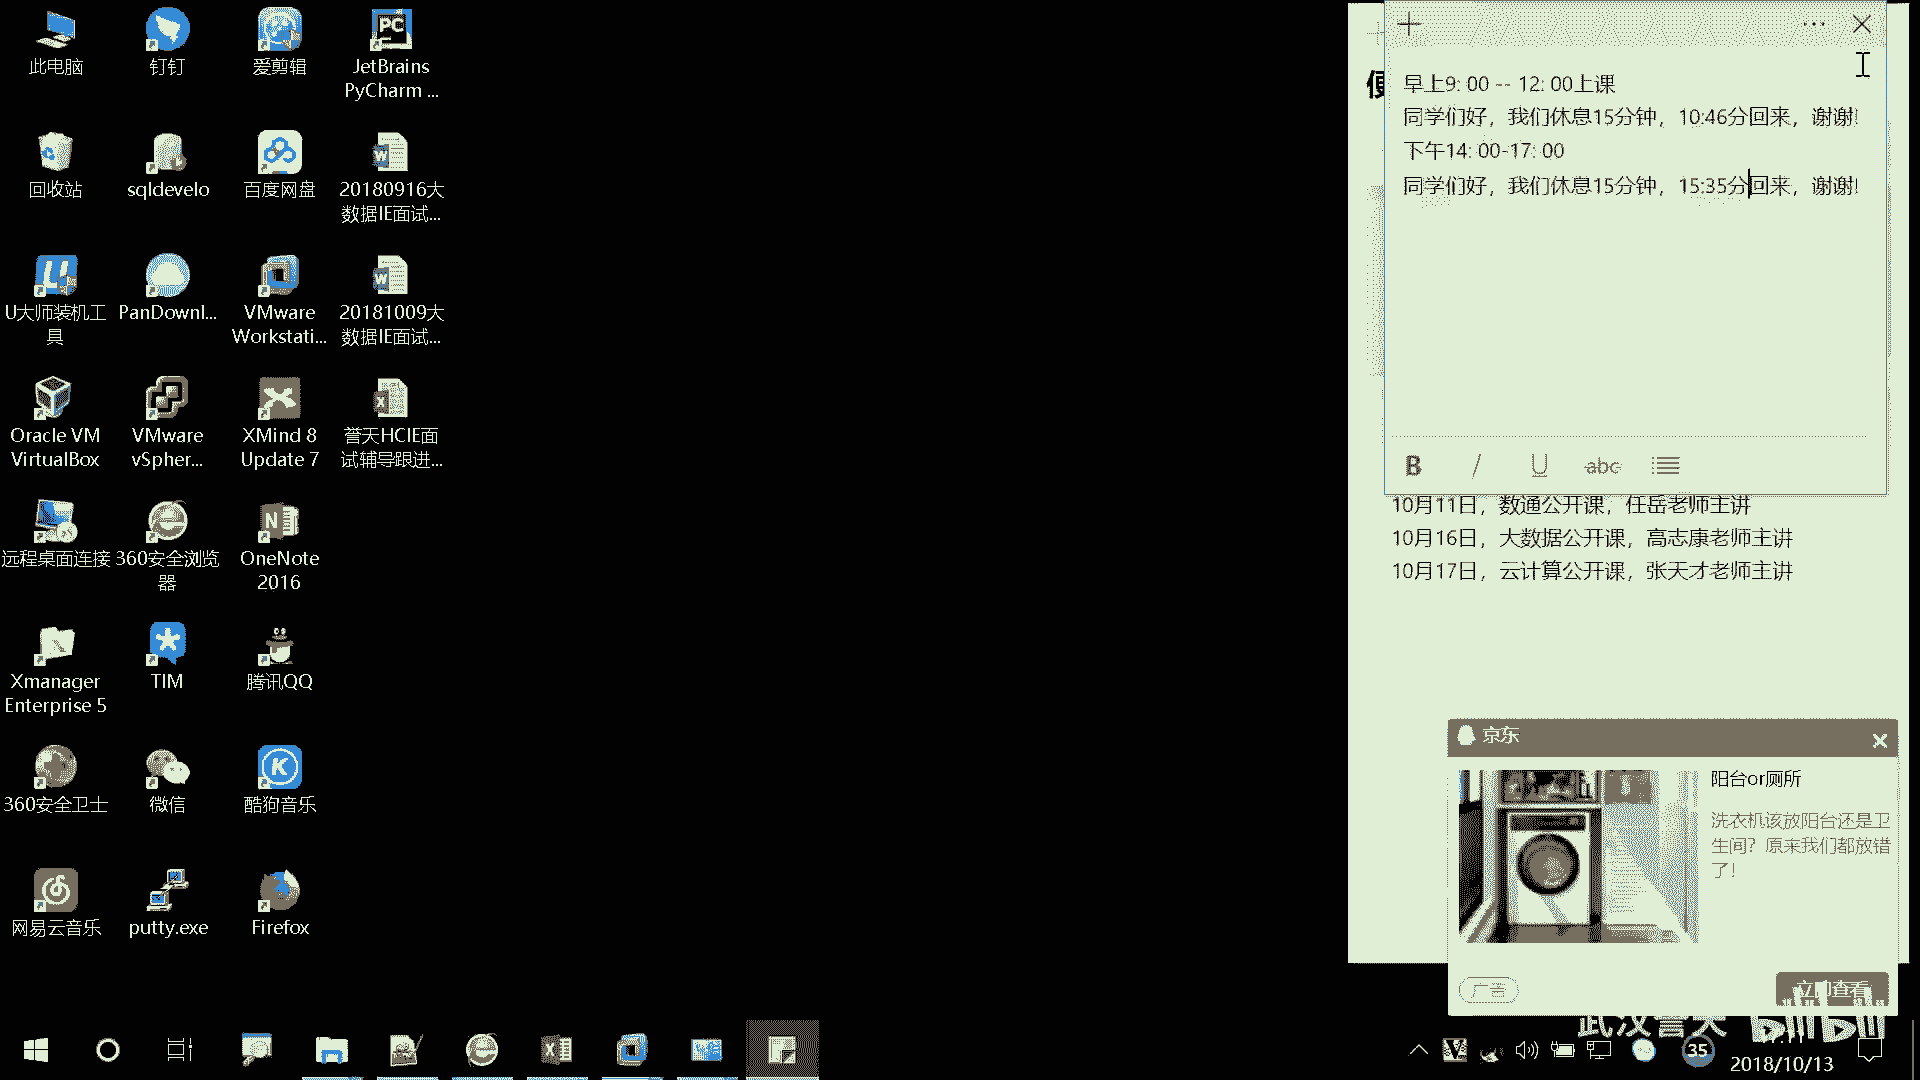 此电脑
钉钉
爱剪辑
JetBrains
PyCharm ...
回收站
sqldevelo
百度网盘
20180916大
数据IE面试...
U大师装机工
具
PanDownl...
VMware
Workstati...
20181009大
数据IE面试...
Oracle VM
VirtualBox
VMware
vSpher...
XMind 8
Update 7
誉天HCIE面
试辅导跟进...
远程桌面连接
360安全浏览
器
OneNote
2016
Xmanager
Enterprise 5
TIM
腾讯QQ
360安全卫士
微信
酷狗音乐
网易云音乐
putty.exe
Firefox
早上9: 00 -- 12: 00上课
同学们好，我们休息15分钟，10:46分回来，谢谢!
下午14: 00-17: 00
同学们好，我们休息15分钟，15:35分回来，谢谢!
B / U abc
10月11日，数通公开课，任岳老师主讲
10月16日，大数据公开课，高志康老师主讲
10月17日，云计算公开课，张天才老师主讲
京东
阳台or厕所
洗衣机该放阳台还是卫
生间？原来我们都放错
了！
广告
立即查看
武汉誉天 bilibili
35
2018/10/13